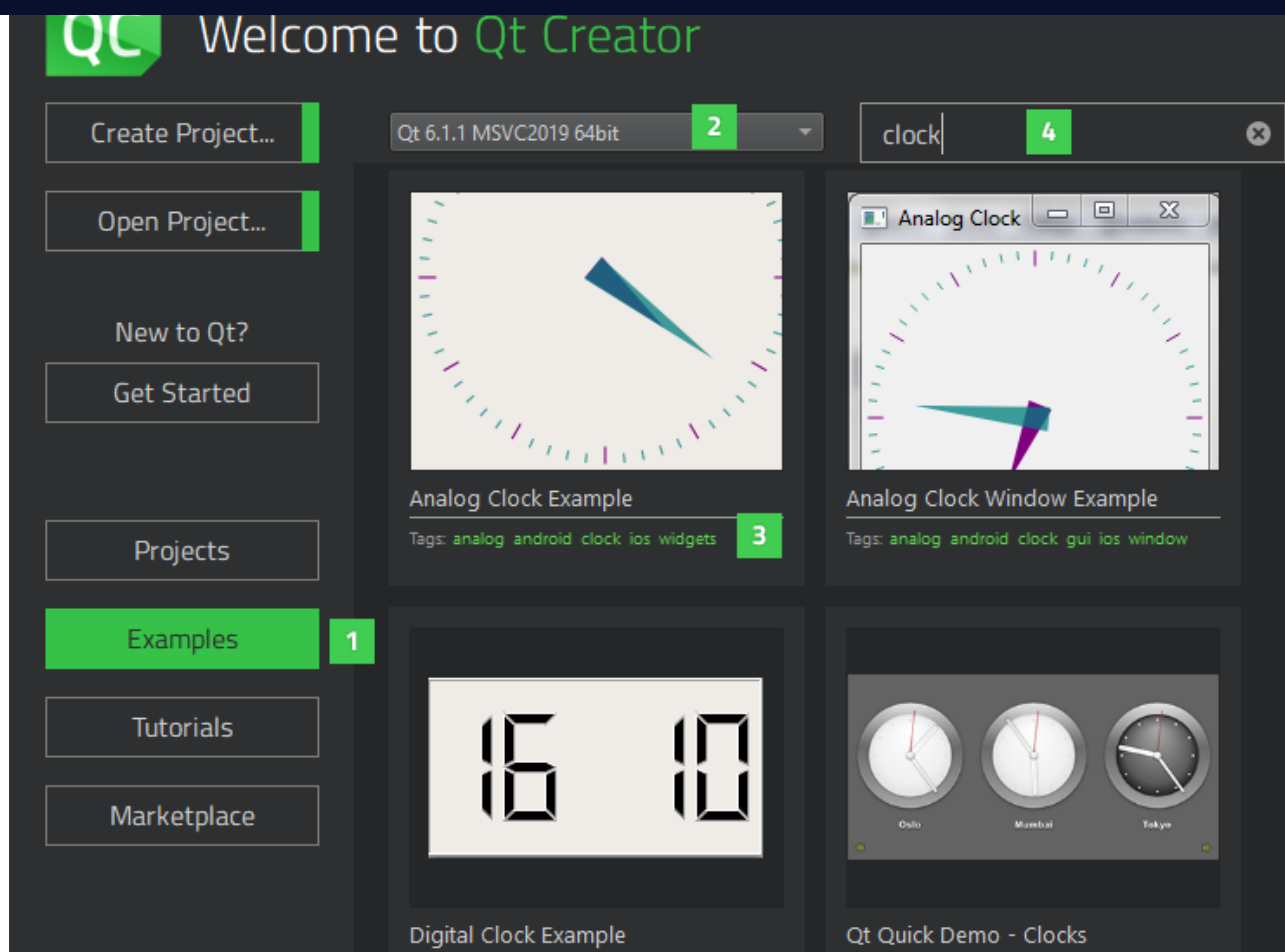 QC Welcome to Qt Creator
Create Project...
Qt 6.1.1 MSVC2019 64bit
2
clock
4
Open Project...
Analog Clock
New to Qt?
Get Started
Analog Clock Example
Analog Clock Window Example
Tags: analog android clock ios widgets
3
Tags: analog android clock gui ios window
Projects
Examples
1
Tutorials
16 10
Marketplace
Oslo
Mumbai
Tokyo
Digital Clock Example
Qt Quick Demo - Clocks